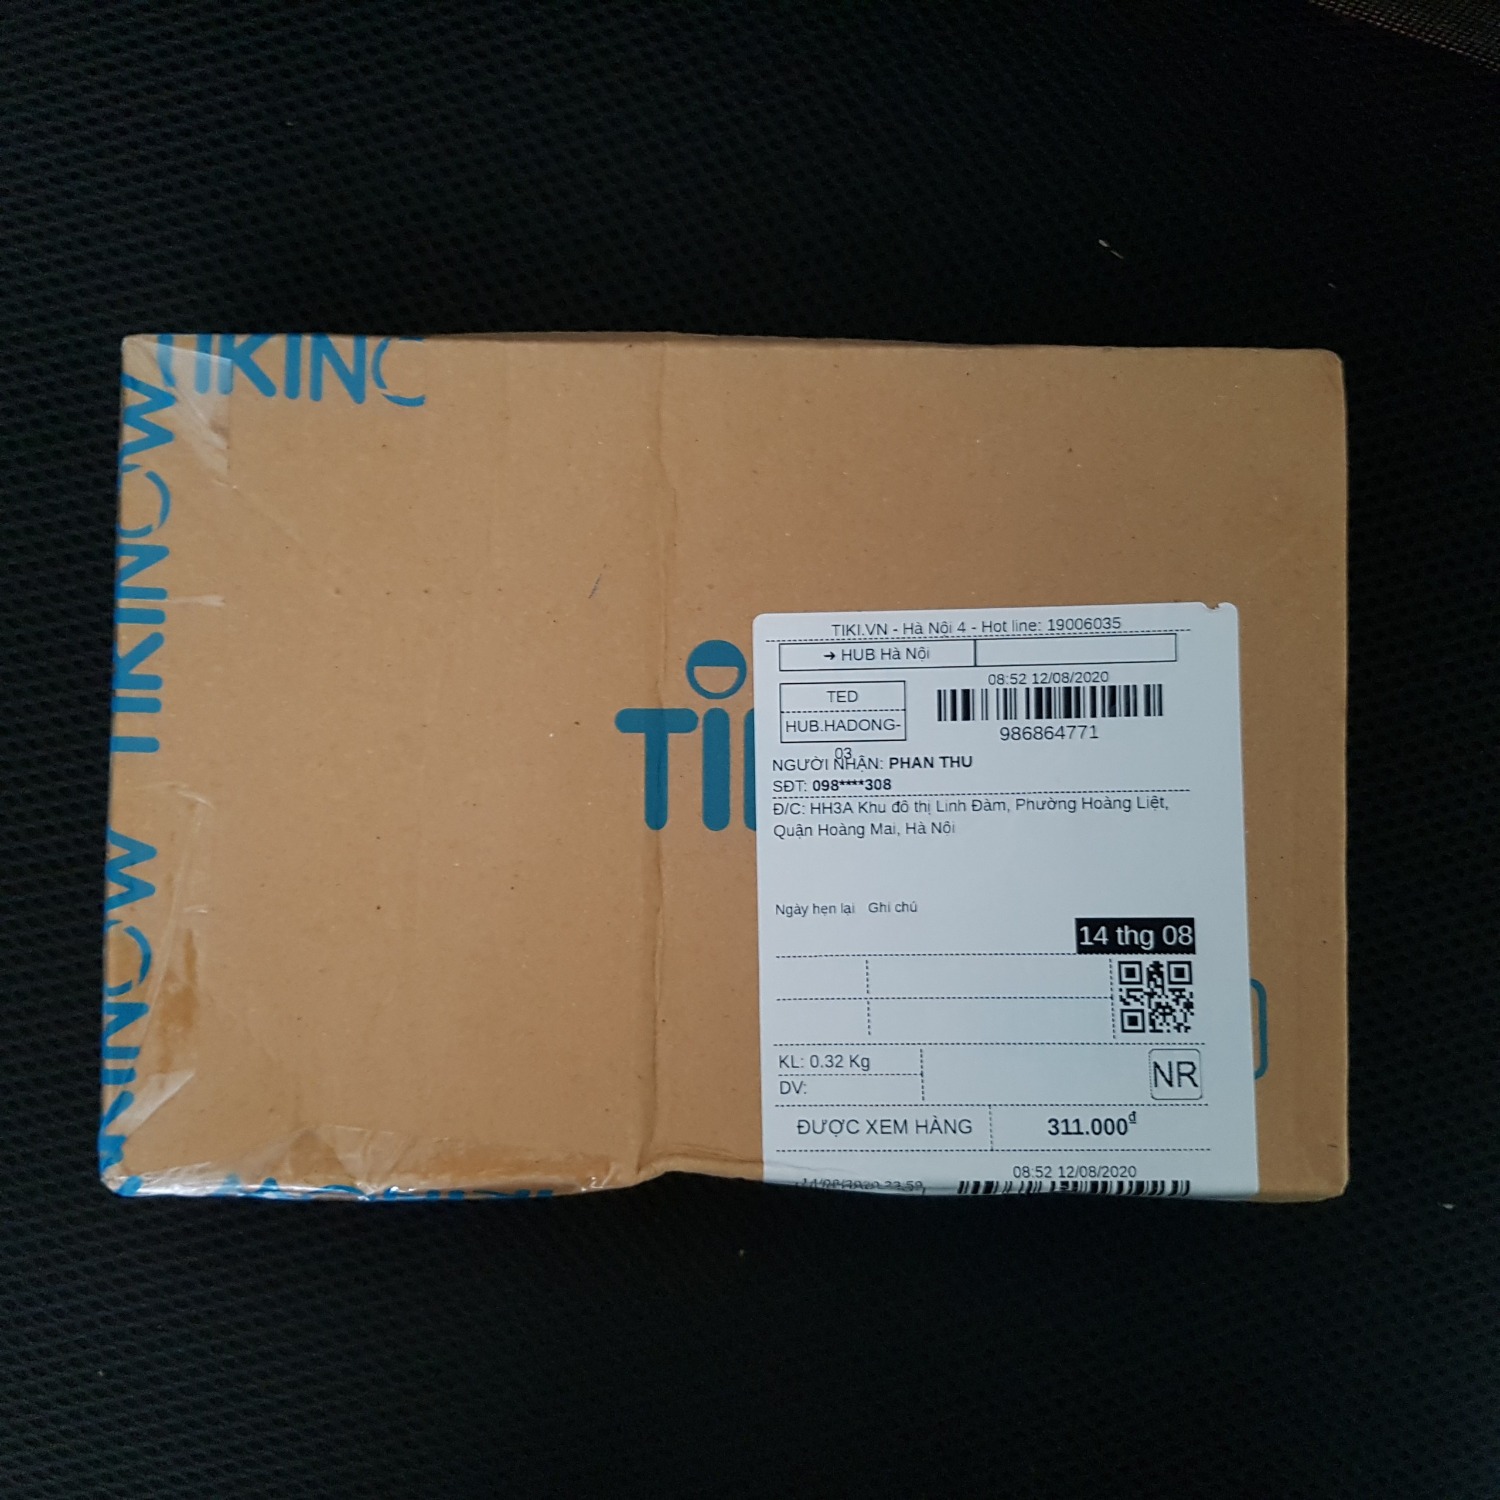 TIKINOW
TIKINOW
TIKINOW
TIKI.VN - Hà Nội 4 - Hot line: 19006035
➔ HUB Hà Nội
08:52 12/08/2020
TED
HUB.HADONG-
03
986864771
NGƯỜI NHẬN: PHAN THU
SĐT: 098****308
Đ/C: HH3A Khu đô thị Linh Đàm, Phường Hoàng Liệt,
Quận Hoàng Mai, Hà Nội
Ngày hẹn lại Ghi chú
14 thg 08
KL: 0.32 Kg
DV:
NR
ĐƯỢC XEM HÀNG 311.000đ
08:52 12/08/2020